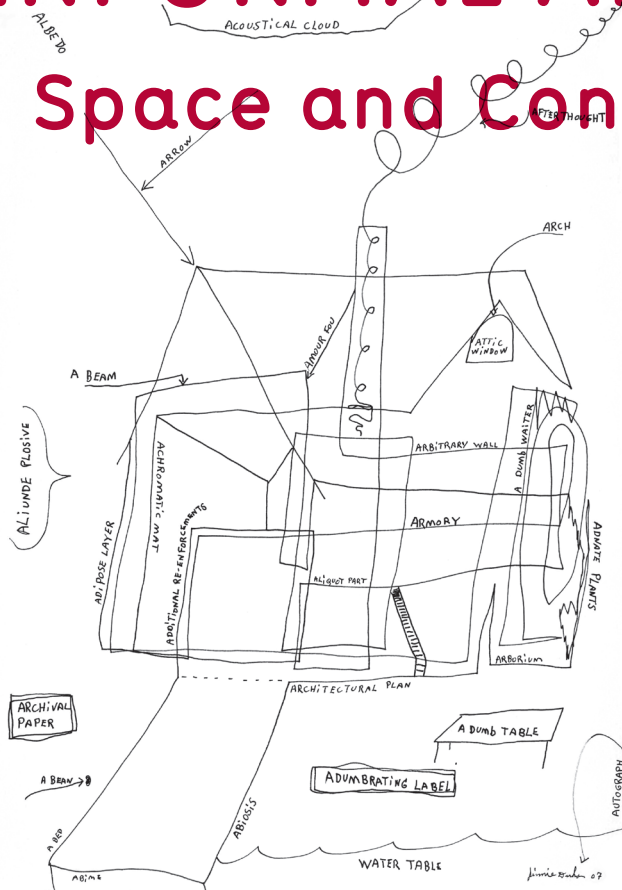 ALBEDO
ACOUSTICAL CLOUD
Space and Con
AFTERTHOUGHT
ARROW
ARCH
ATTIC
WINDOW
AMOUR FOU
A BEAM
ALIUNDE PLOSIVE
ACHROMATIC MAT
ARBITRARY WALL
A DUMB WAITER
ADDITIONAL RE-ENFORCEMENTS
ADIPOSE LAYER
ARMORY
ADNATE PLANTS
ALIQUOT PART
ARBORIUM
ARCHITECTURAL PLAN
ARCHIVAL
PAPER
A DUMb TABLE
A BEAN
ADUMBRATING LABEL
AUTOGRAPH
ABIOSIS
A BED
WATER TABLE
ABIME
07